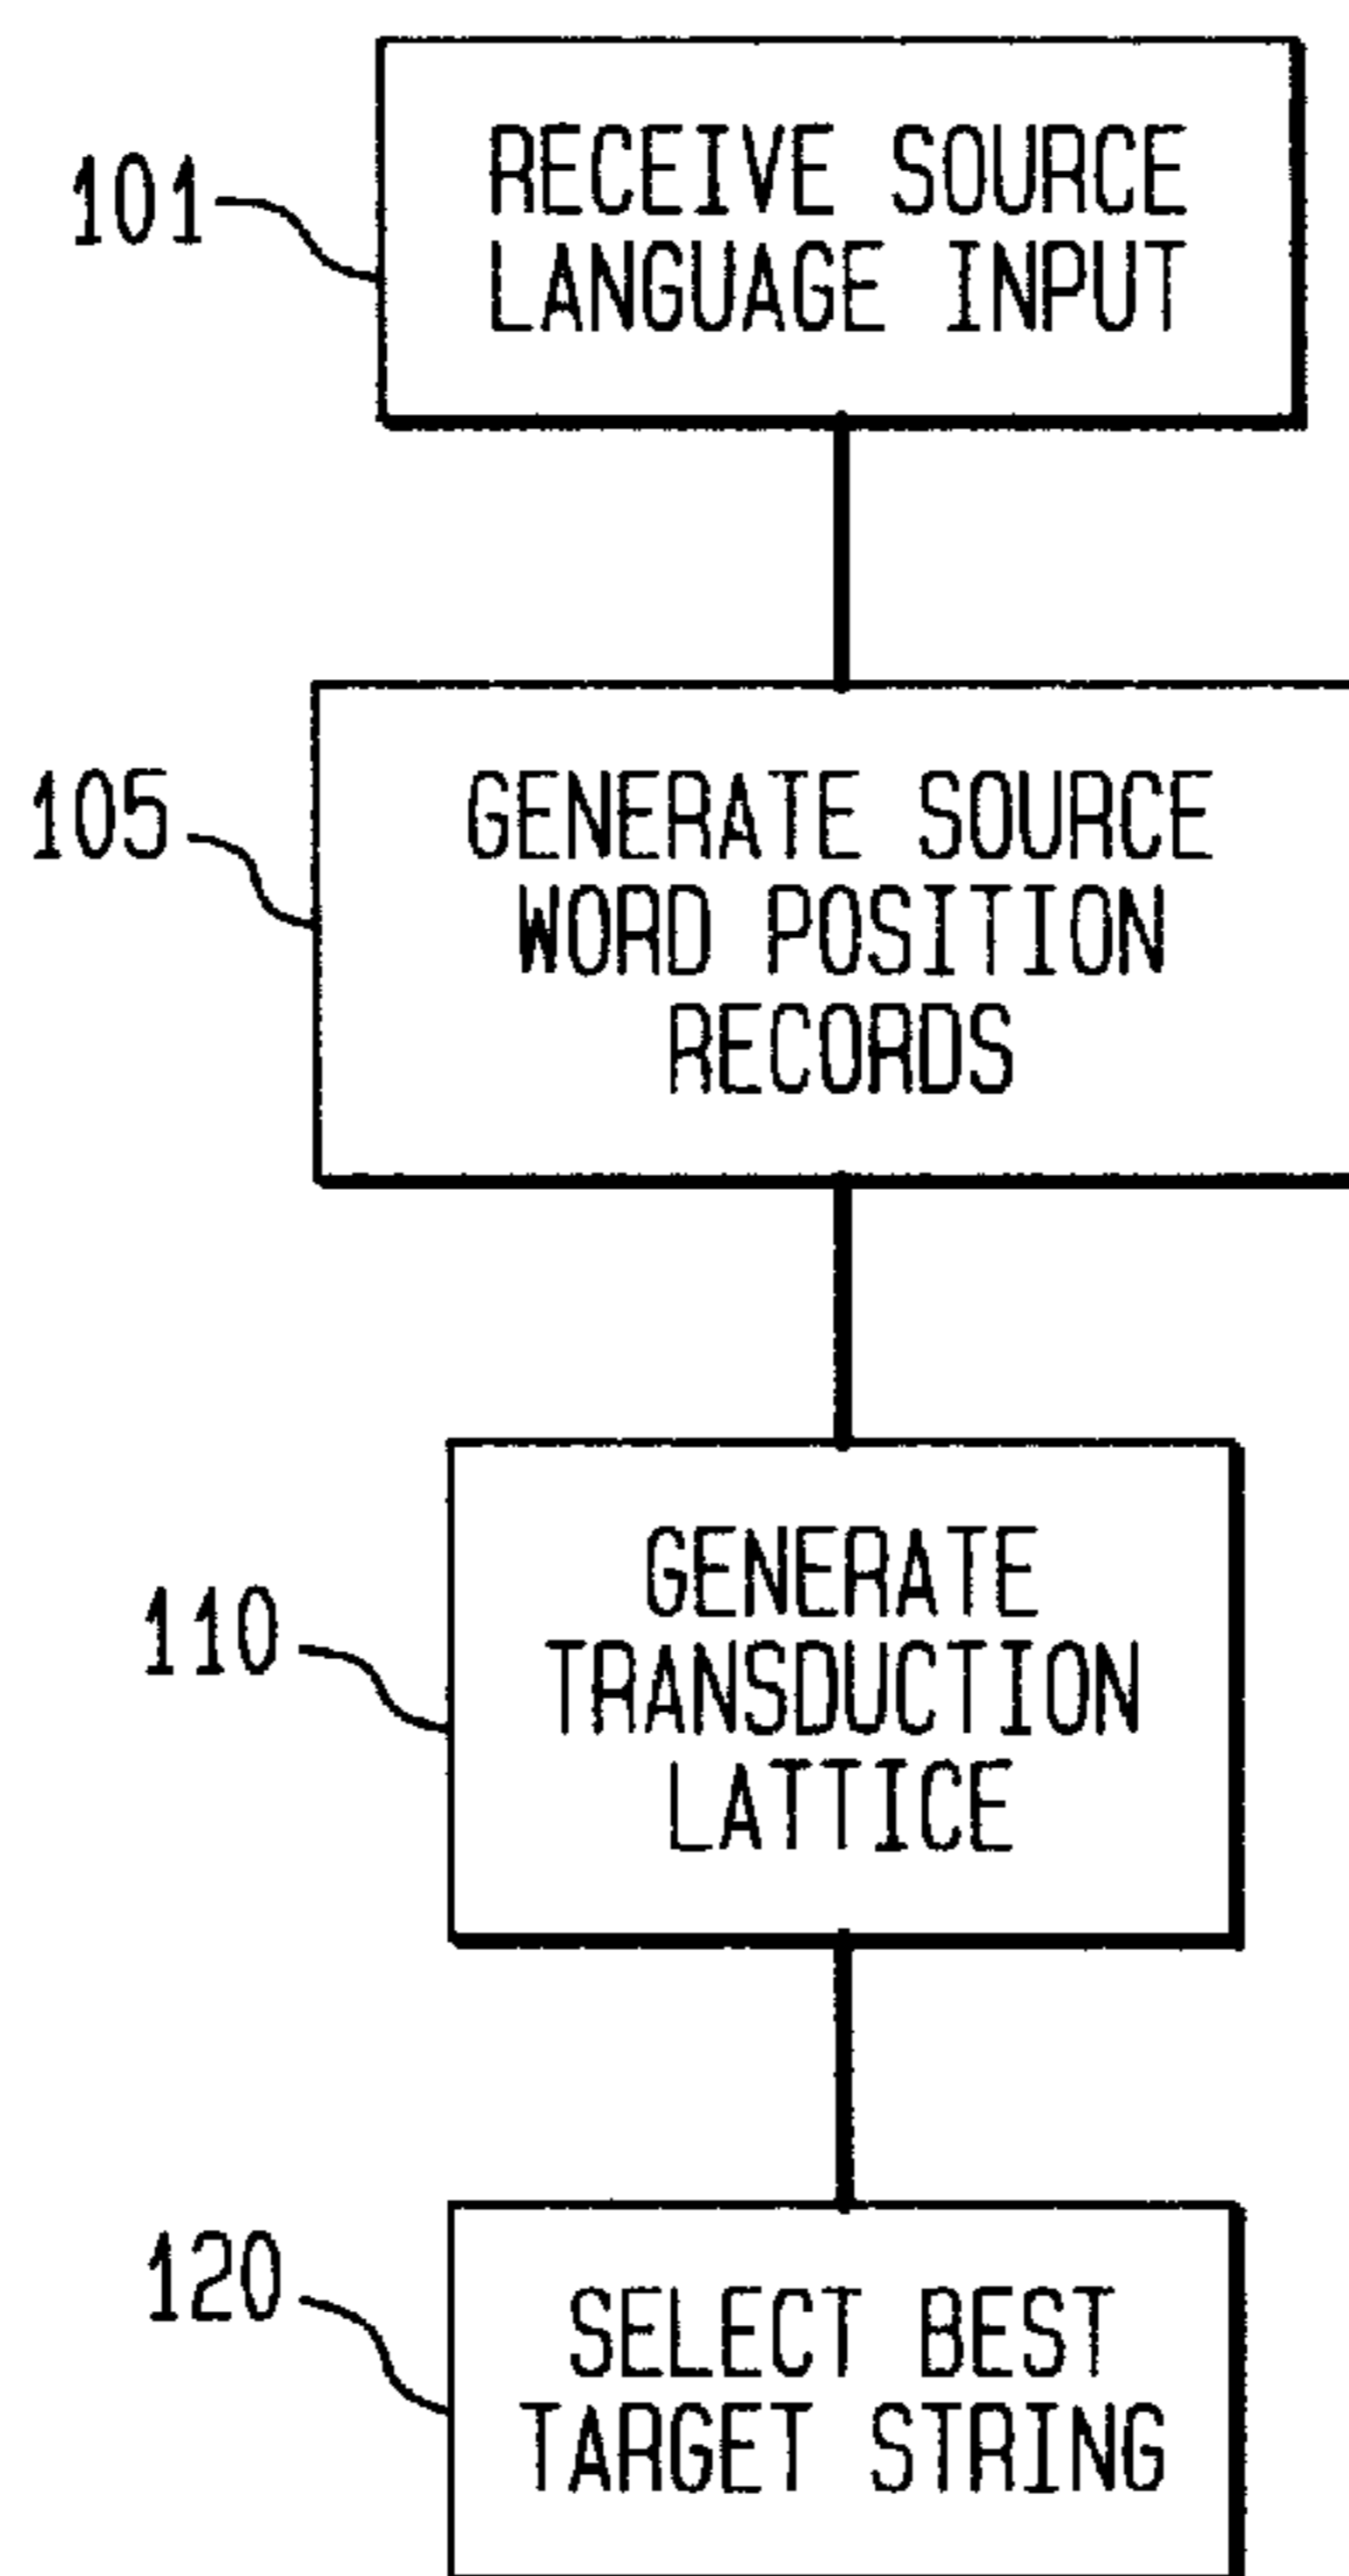 101
RECEIVE SOURCE
LANGUAGE INPUT
105
GENERATE SOURCE
WORD POSITION
RECORDS
110
GENERATE
TRANSDUCTION
LATTICE
120
SELECT BEST
TARGET STRING